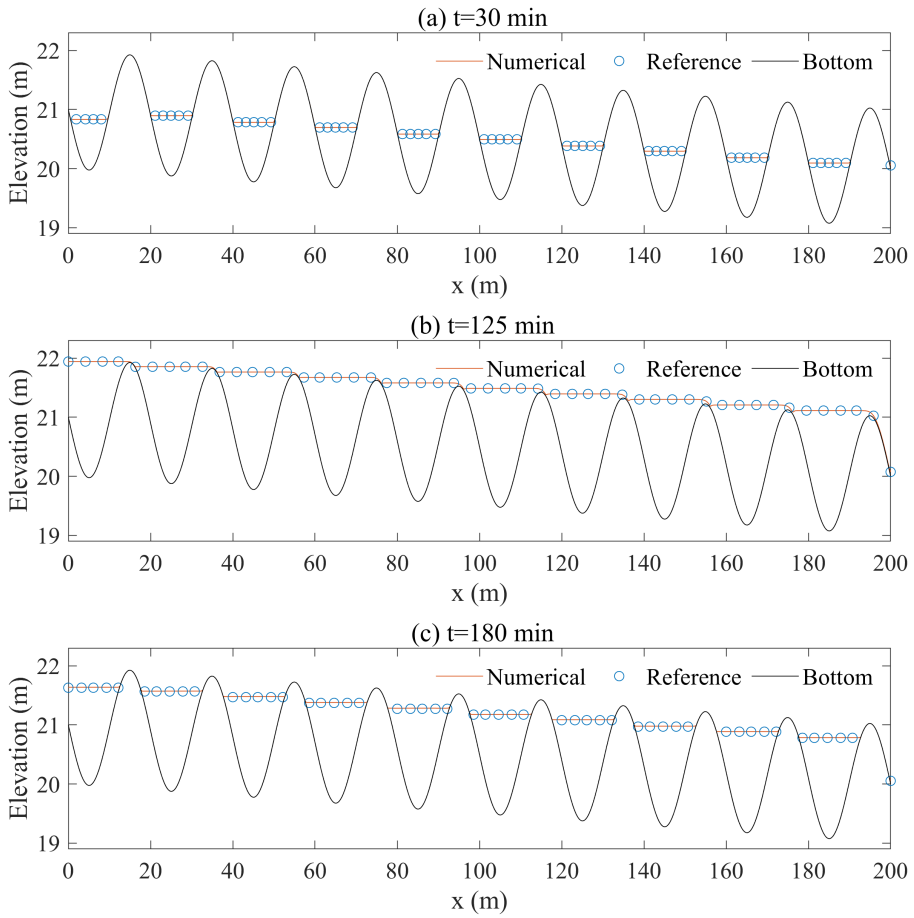 (a) t=30 min
Numerical Reference Bottom
Elevation (m)
22
21
20
19
0 20 40 60 80 100 120 140 160 180 200
x (m)
(b) t=125 min
Numerical Reference Bottom
Elevation (m)
22
21
20
19
0 20 40 60 80 100 120 140 160 180 200
x (m)
(c) t=180 min
Numerical Reference Bottom
Elevation (m)
22
21
20
19
0 20 40 60 80 100 120 140 160 180 200
x (m)